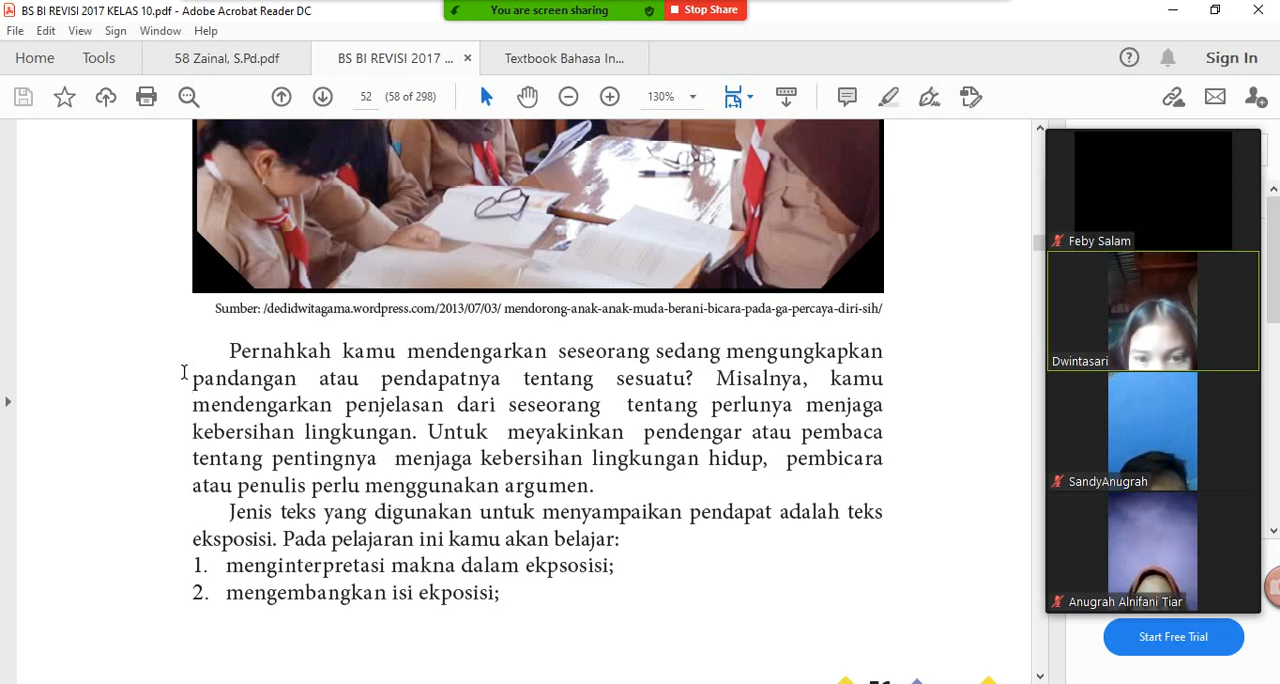 BS BI REVISI 2017 KELAS 10.pdf - Adobe Acrobat Reader DC
You are screen sharing
Stop Share
File Edit View Sign Window Help
Home Tools 58 Zainal, S.Pd.pdf BS BI REVISI 2017 ... × Textbook Bahasa In... Sign In
52 (58 of 298) 130%
Sumber: /dedidwitagama.wordpress.com/2013/07/03/ mendorong-anak-anak-muda-berani-bicara-pada-ga-percaya-diri-sih/
Pernahkah kamu mendengarkan seseorang sedang mengungkapkan
pandangan atau pendapatnya tentang sesuatu? Misalnya, kamu
mendengarkan penjelasan dari seseorang tentang perlunya menjaga
kebersihan lingkungan. Untuk meyakinkan pendengar atau pembaca
tentang pentingnya menjaga kebersihan lingkungan hidup, pembicara
atau penulis perlu menggunakan argumen.
Jenis teks yang digunakan untuk menyampaikan pendapat adalah teks
eksposisi. Pada pelajaran ini kamu akan belajar:
1. menginterpretasi makna dalam ekpsosisi;
2. mengembangkan isi ekposisi;
Feby Salam
Dwintasari
SandyAnugrah
Anugrah Alnifani Tiar
Start Free Trial